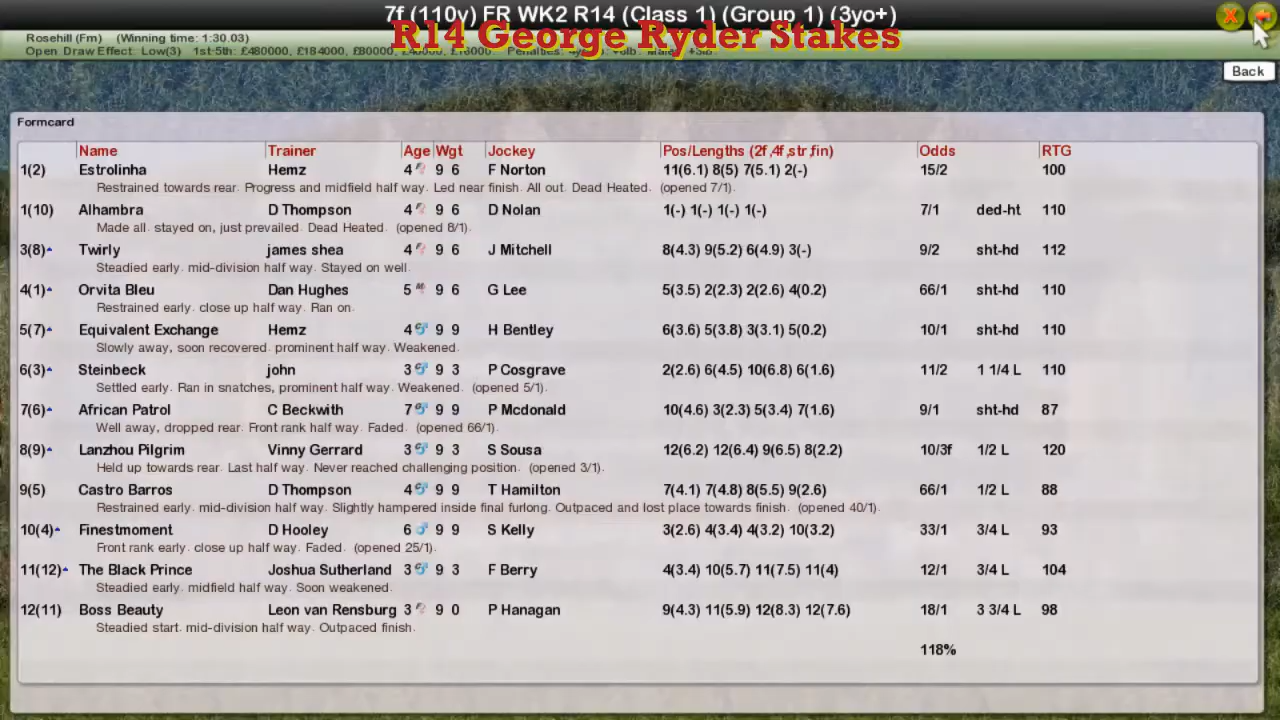 7f (110y) FR WK2 R14 (Class 1) (Group 1) (3yo+)
R14 George Ryder Stakes
Rosehill (Fm) (Winning time: 1:30.03)
Open. Draw Effect: Low(3) 1st-5th: £480000, £184000, £80000, £40000, £16000 Penalties:
Back
Formcard
Name Trainer Age Wgt Jockey Pos/Lengths (2f,4f,str,fin) Odds RTG
1(2) Estrolinha Hemz 4 9 6 F Norton 11(6.1) 8(5) 7(5.1) 2(-) 15/2 100
Restrained towards rear. Progress and midfield half way. Led near finish. All out. Dead Heated. (opened 7/1).
1(10) Alhambra D Thompson 4 9 6 D Nolan 1(-) 1(-) 1(-) 1(-) 7/1 ded-ht 110
Made all. stayed on, just prevailed. Dead Heated. (opened 8/1).
3(8) Twirly james shea 4 9 6 J Mitchell 8(4.3) 9(5.2) 6(4.9) 3(-) 9/2 sht-hd 112
Steadied early. mid-division half way. Stayed on well.
4(1) Orvita Bleu Dan Hughes 5 9 6 G Lee 5(3.5) 2(2.3) 2(2.6) 4(0.2) 66/1 sht-hd 110
Restrained early. close up half way. Ran on.
5(7) Equivalent Exchange Hemz 4 9 9 H Bentley 6(3.6) 5(3.8) 3(3.1) 5(0.2) 10/1 sht-hd 110
Slowly away, soon recovered. prominent half way. Weakened.
6(3) Steinbeck john 3 9 3 P Cosgrave 2(2.6) 6(4.5) 10(6.8) 6(1.6) 11/2 1 1/4 L 110
Settled early. Ran in snatches, prominent half way. Weakened. (opened 5/1).
7(6) African Patrol C Beckwith 7 9 9 P Mcdonald 10(4.6) 3(2.3) 5(3.4) 7(1.6) 9/1 sht-hd 87
Well away, dropped rear. Front rank half way. Faded. (opened 66/1).
8(9) Lanzhou Pilgrim Vinny Gerrard 3 9 3 S Sousa 12(6.2) 12(6.4) 9(6.5) 8(2.2) 10/3f 1/2 L 120
Held up towards rear. Last half way. Never reached challenging position. (opened 3/1).
9(5) Castro Barros D Thompson 4 9 9 T Hamilton 7(4.1) 7(4.8) 8(5.5) 9(2.6) 66/1 1/2 L 88
Restrained early. mid-division half way. Slightly hampered inside final furlong. Outpaced and lost place towards finish. (opened 40/1).
10(4) Finestmoment D Hooley 6 9 9 S Kelly 3(2.6) 4(3.4) 4(3.2) 10(3.2) 33/1 3/4 L 93
Front rank early. close up half way. Faded. (opened 25/1).
11(12) The Black Prince Joshua Sutherland 3 9 3 F Berry 4(3.4) 10(5.7) 11(7.5) 11(4) 12/1 3/4 L 104
Steadied early. midfield half way. Soon weakened.
12(11) Boss Beauty Leon van Rensburg 3 9 0 P Hanagan 9(4.3) 11(5.9) 12(8.3) 12(7.6) 18/1 3 3/4 L 98
Steadied start. mid-division half way. Outpaced finish.
118%